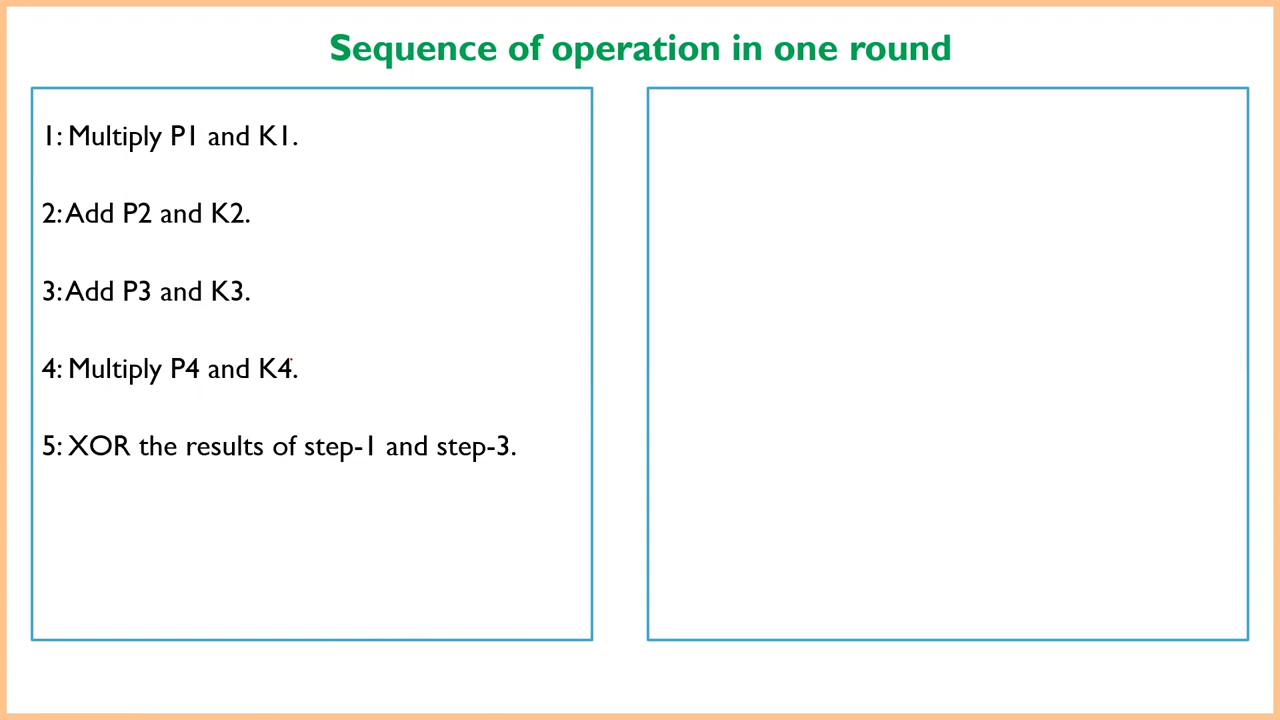 Sequence of operation in one round
1: Multiply P1 and K1.
2: Add P2 and K2.
3: Add P3 and K3.
4: Multiply P4 and K4.
5: XOR the results of step-1 and step-3.